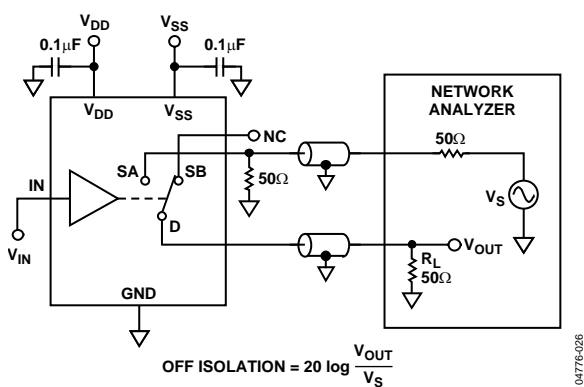 VDD
VSS
0.1µF
0.1µF
VDD
VSS
NC
SA
SB
50Ω
IN
D
VIN
GND
NETWORK
ANALYZER
50Ω
VS
VOUT
RL
50Ω
OFF ISOLATION = 20 log VOUT
VS
04776-026